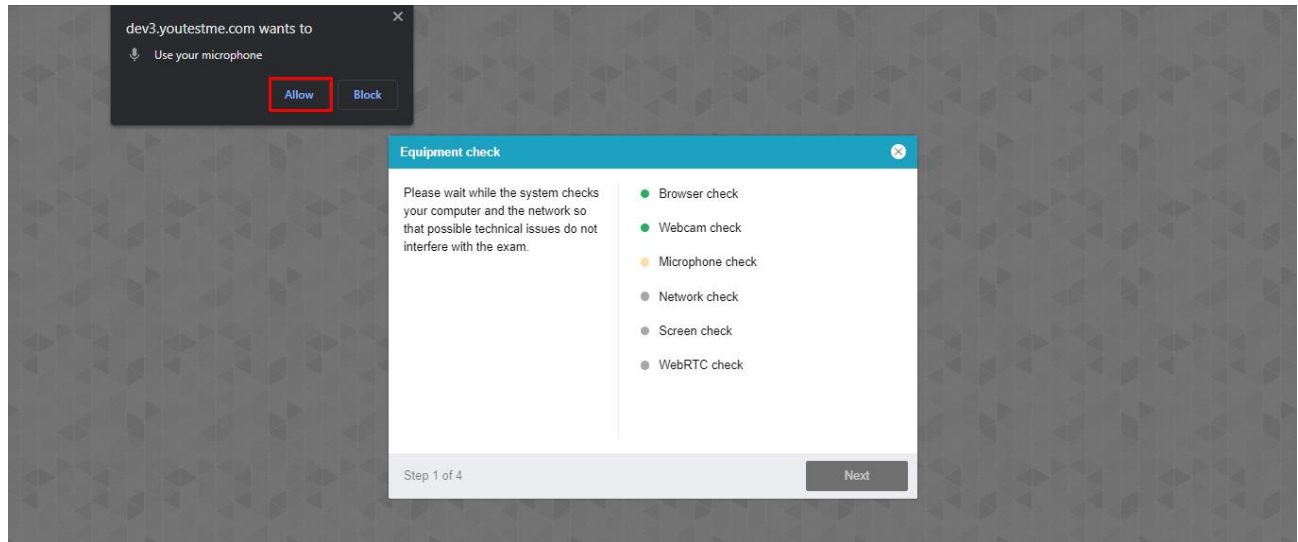 dev3.youtestme.com wants to
Use your microphone
Allow
Block
Equipment check
Please wait while the system checks
your computer and the network so
that possible technical issues do not
interfere with the exam.
Browser check
Webcam check
Microphone check
Network check
Screen check
WebRTC check
Step 1 of 4
Next